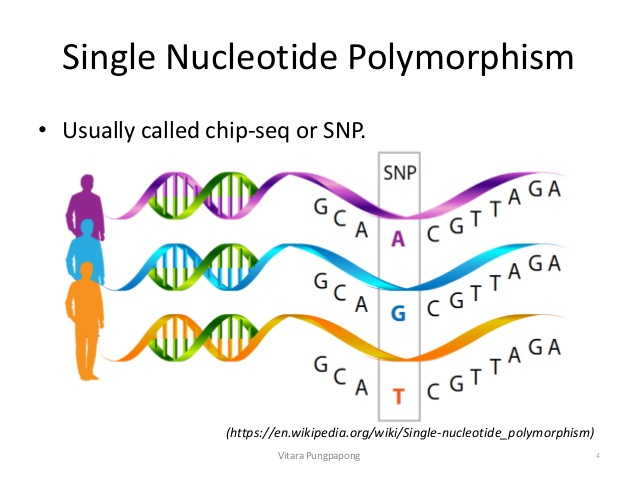 Single Nucleotide Polymorphism
• Usually called chip-seq or SNP.
SNP
G C A A C G T T A G A
G C A G C G T T A G A
G C A T C G T T A G A
(https://en.wikipedia.org/wiki/Single-nucleotide_polymorphism)
Vitara Pungpapong
4